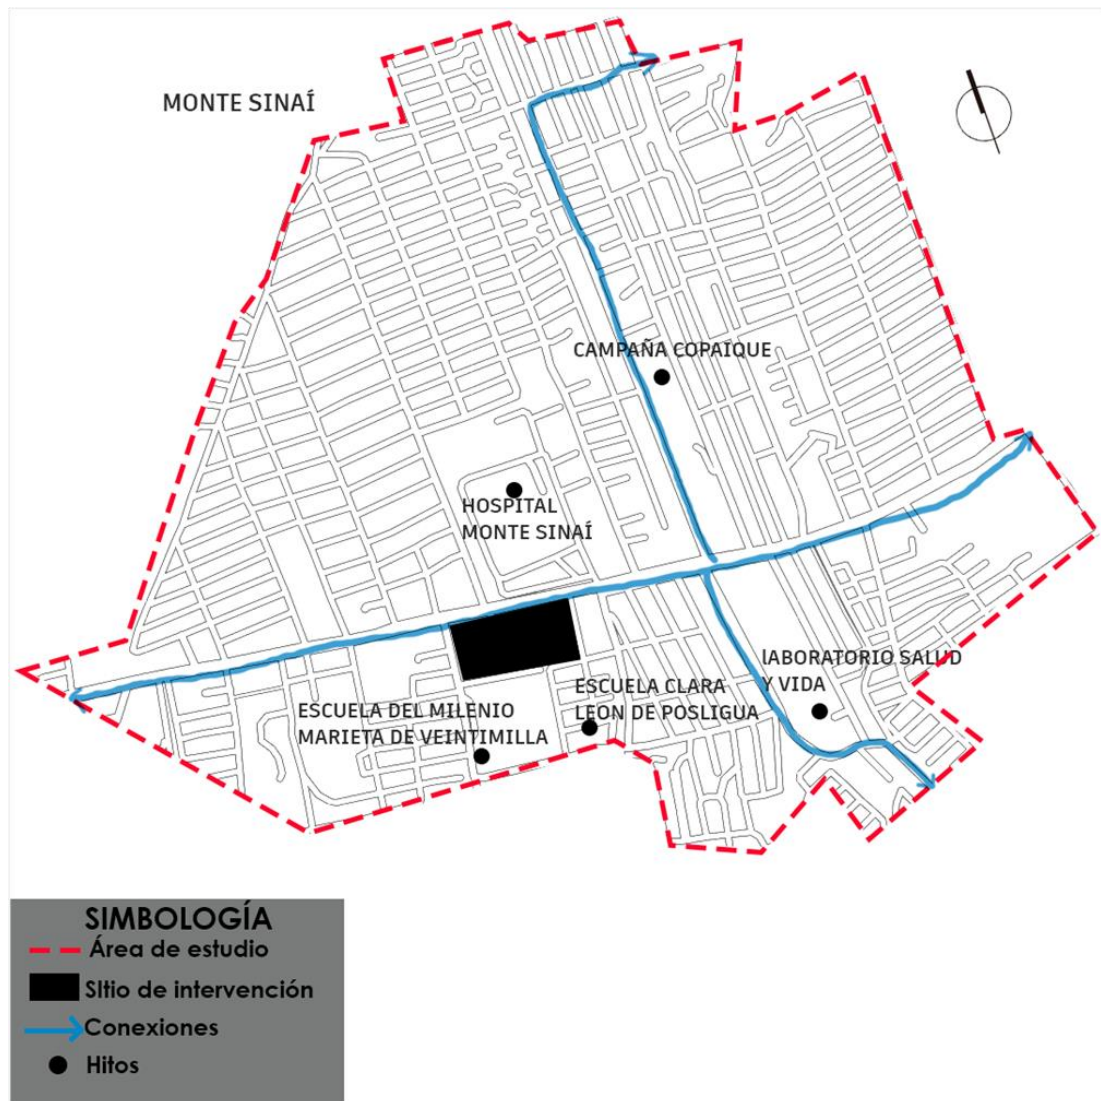 MONTE SINAÍ
CAMPAÑA COPAIQUE
HOSPITAL
MONTE SINAÍ
lABORATORIO SALUD
Y VIDA
ESCUELA CLARA
LEON DE POSLIGUA
ESCUELA DEL MILENIO
MARIETA DE VEINTIMILLA
SIMBOLOGÍA
Área de estudio
SItio de intervención
Conexiones
Hitos